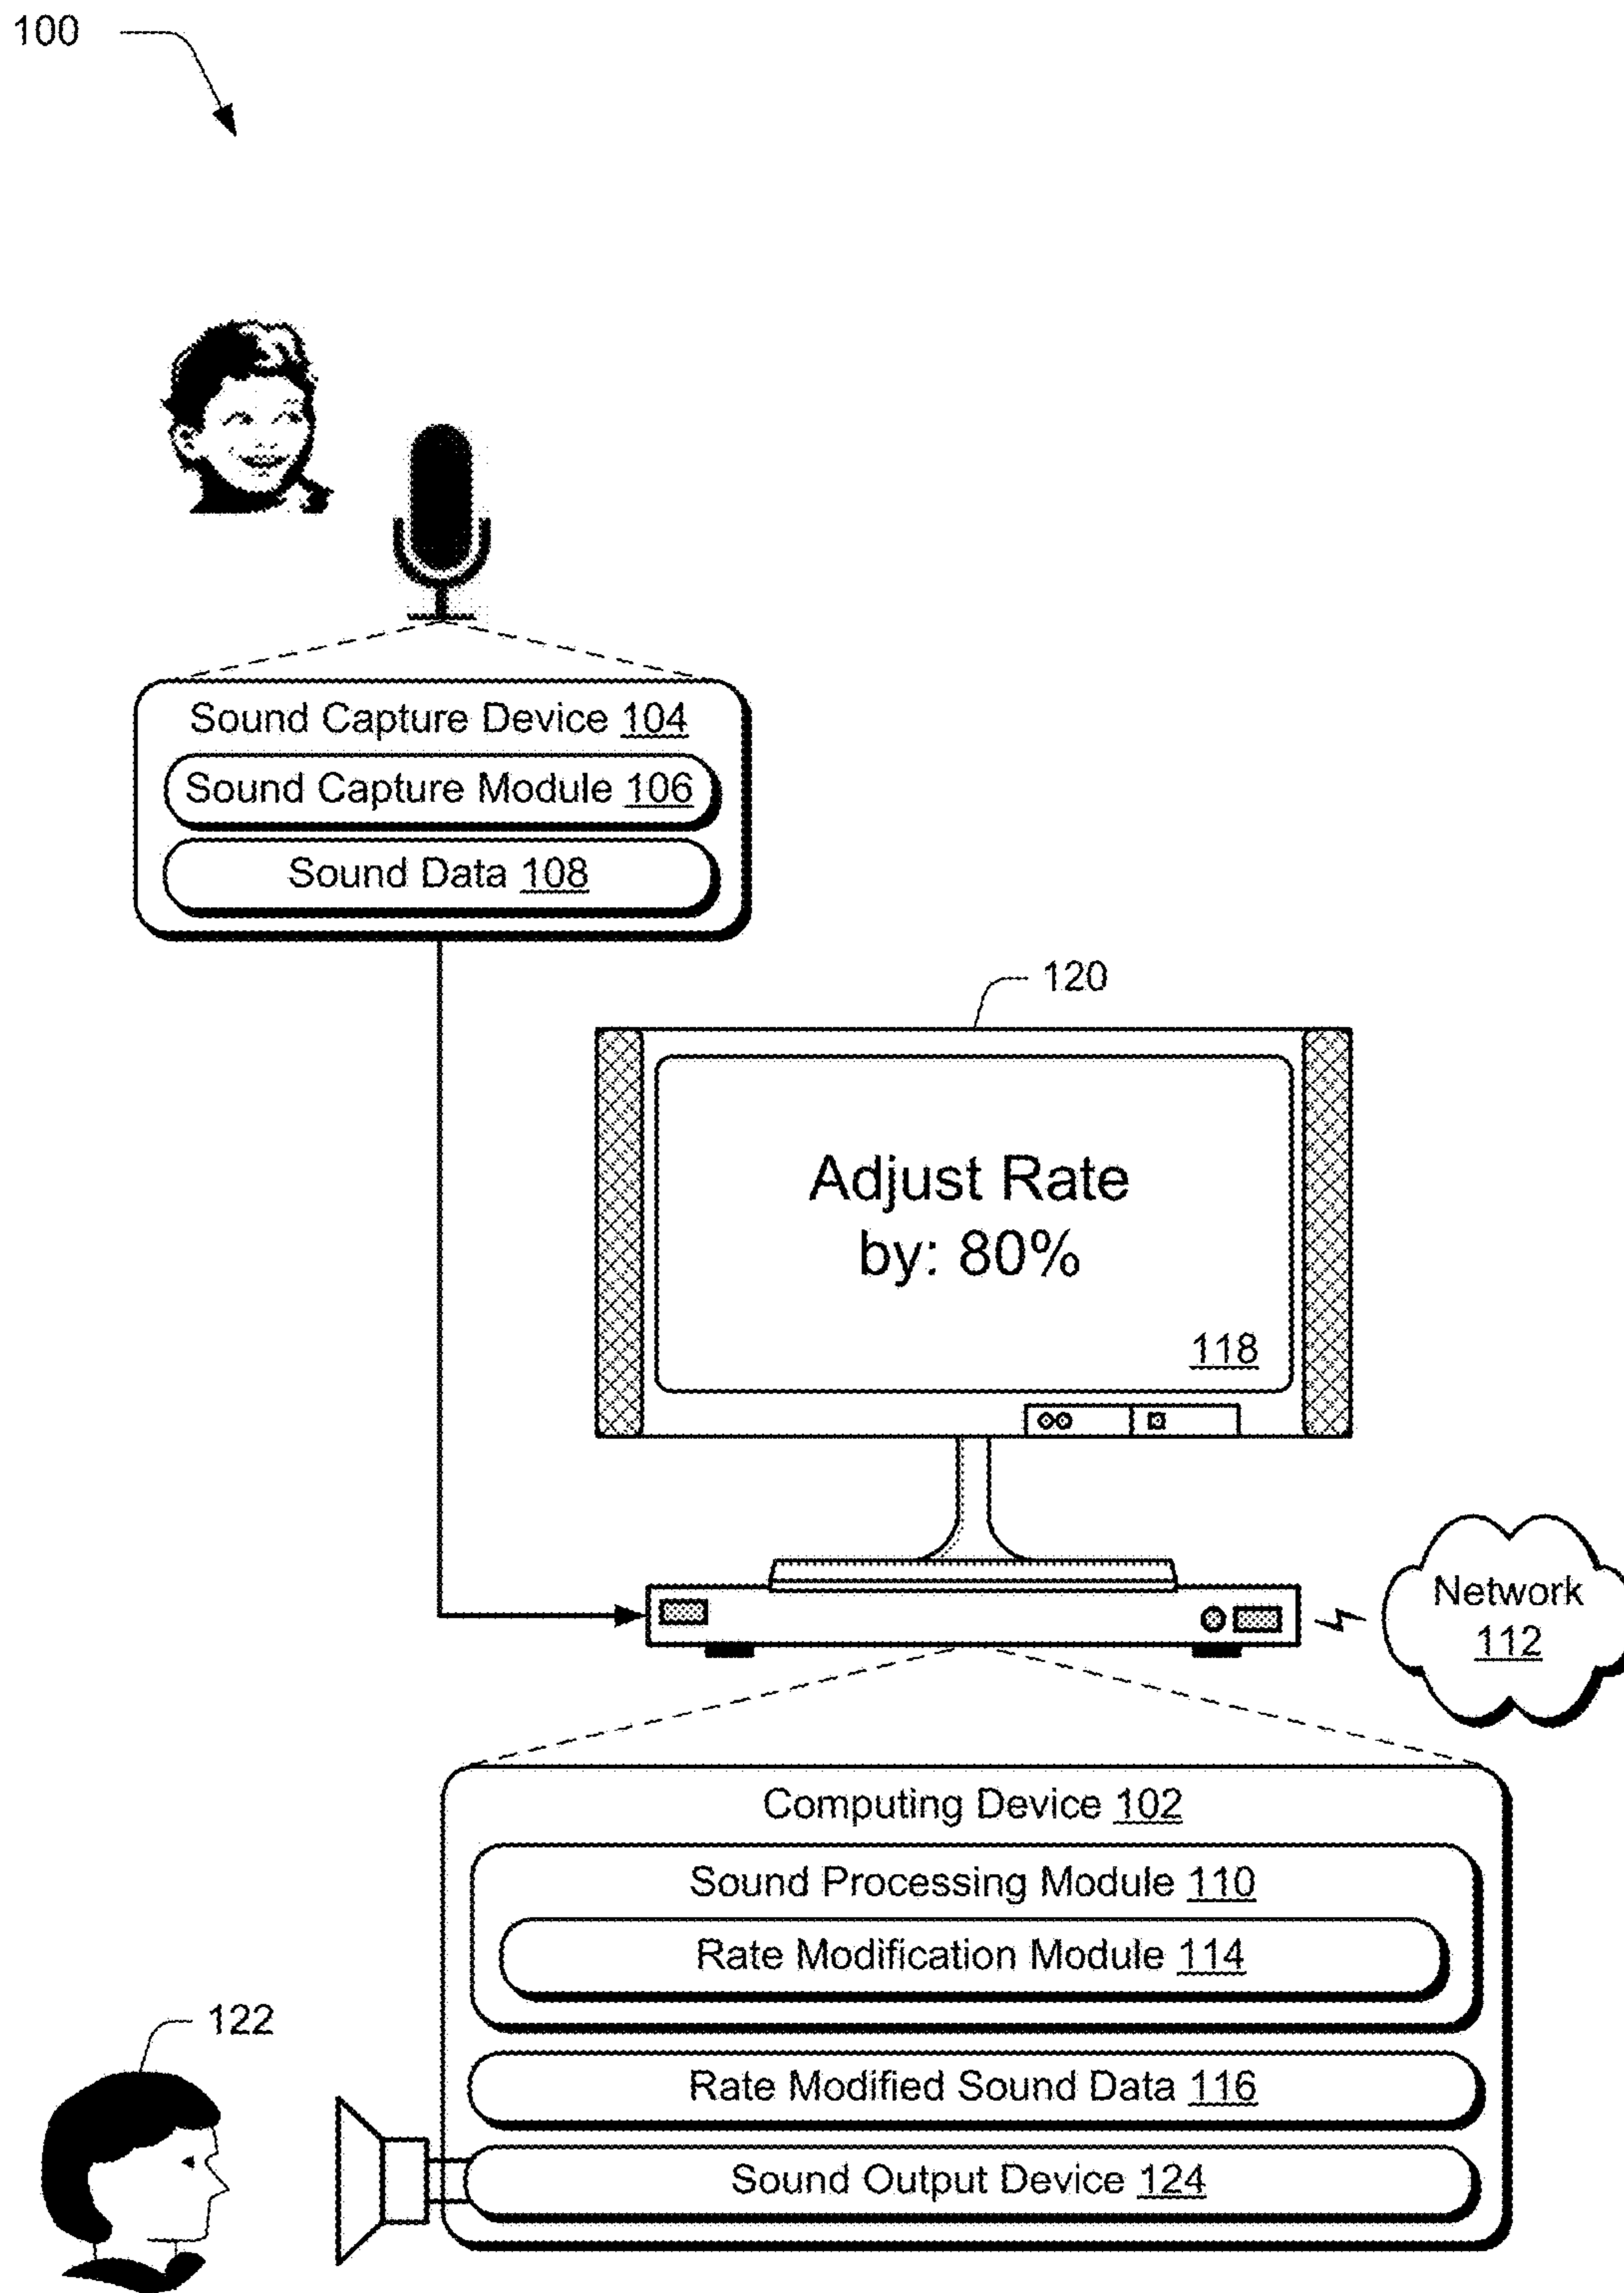 100
Sound Capture Device 104
Sound Capture Module 106
Sound Data 108
120
Adjust Rate
by: 80%
118
Network
112
Computing Device 102
Sound Processing Module 110
Rate Modification Module 114
122
Rate Modified Sound Data 116
Sound Output Device 124